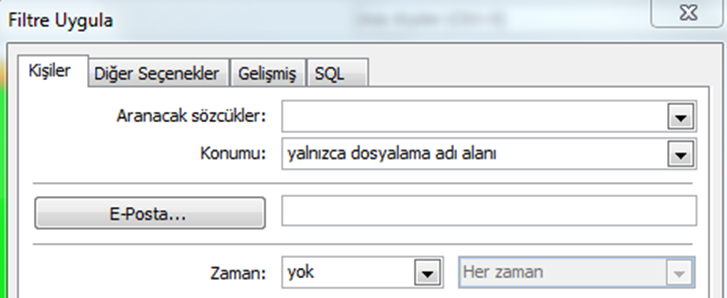 Filtre Uygula
Kişiler Diğer Seçenekler Gelişmiş SQL
Aranacak sözcükler:
Konumu: yalnızca dosyalama adı alanı
E-Posta...
Zaman: yok Her zaman